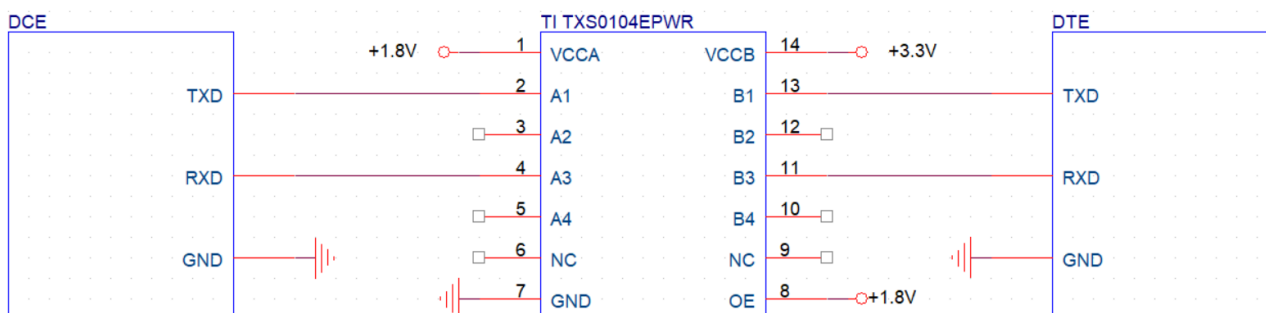 DCE TI TXS0104EPWR DTE
+1.8V 1 VCCA VCCB 14 +3.3V
TXD 2 A1 B1 13 TXD
3 A2 B2 12
RXD 4 A3 B3 11 RXD
5 A4 B4 10
GND 6 NC NC 9 GND
7 GND OE 8 +1.8V